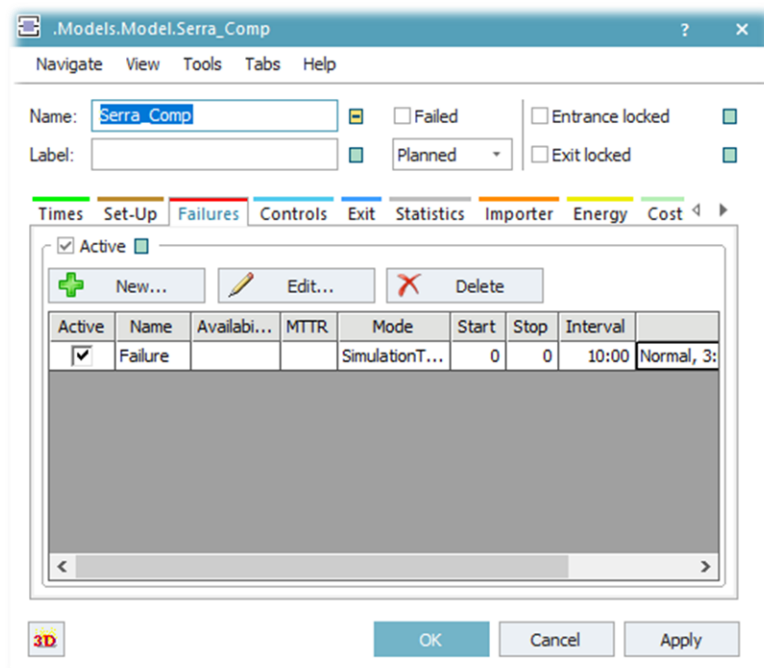 .Models.Model.Serra_Comp ? ×
Navigate View Tools Tabs Help
Name: Serra_Comp Failed Entrance locked
Label: Planned Exit locked
Times Set-Up Failures Controls Exit Statistics Importer Energy Cost
Active
New... Edit... Delete
Active Name Availabi... MTTR Mode Start Stop Interval
Failure SimulationT... 0 0 10:00 Normal, 3:
3D OK Cancel Apply